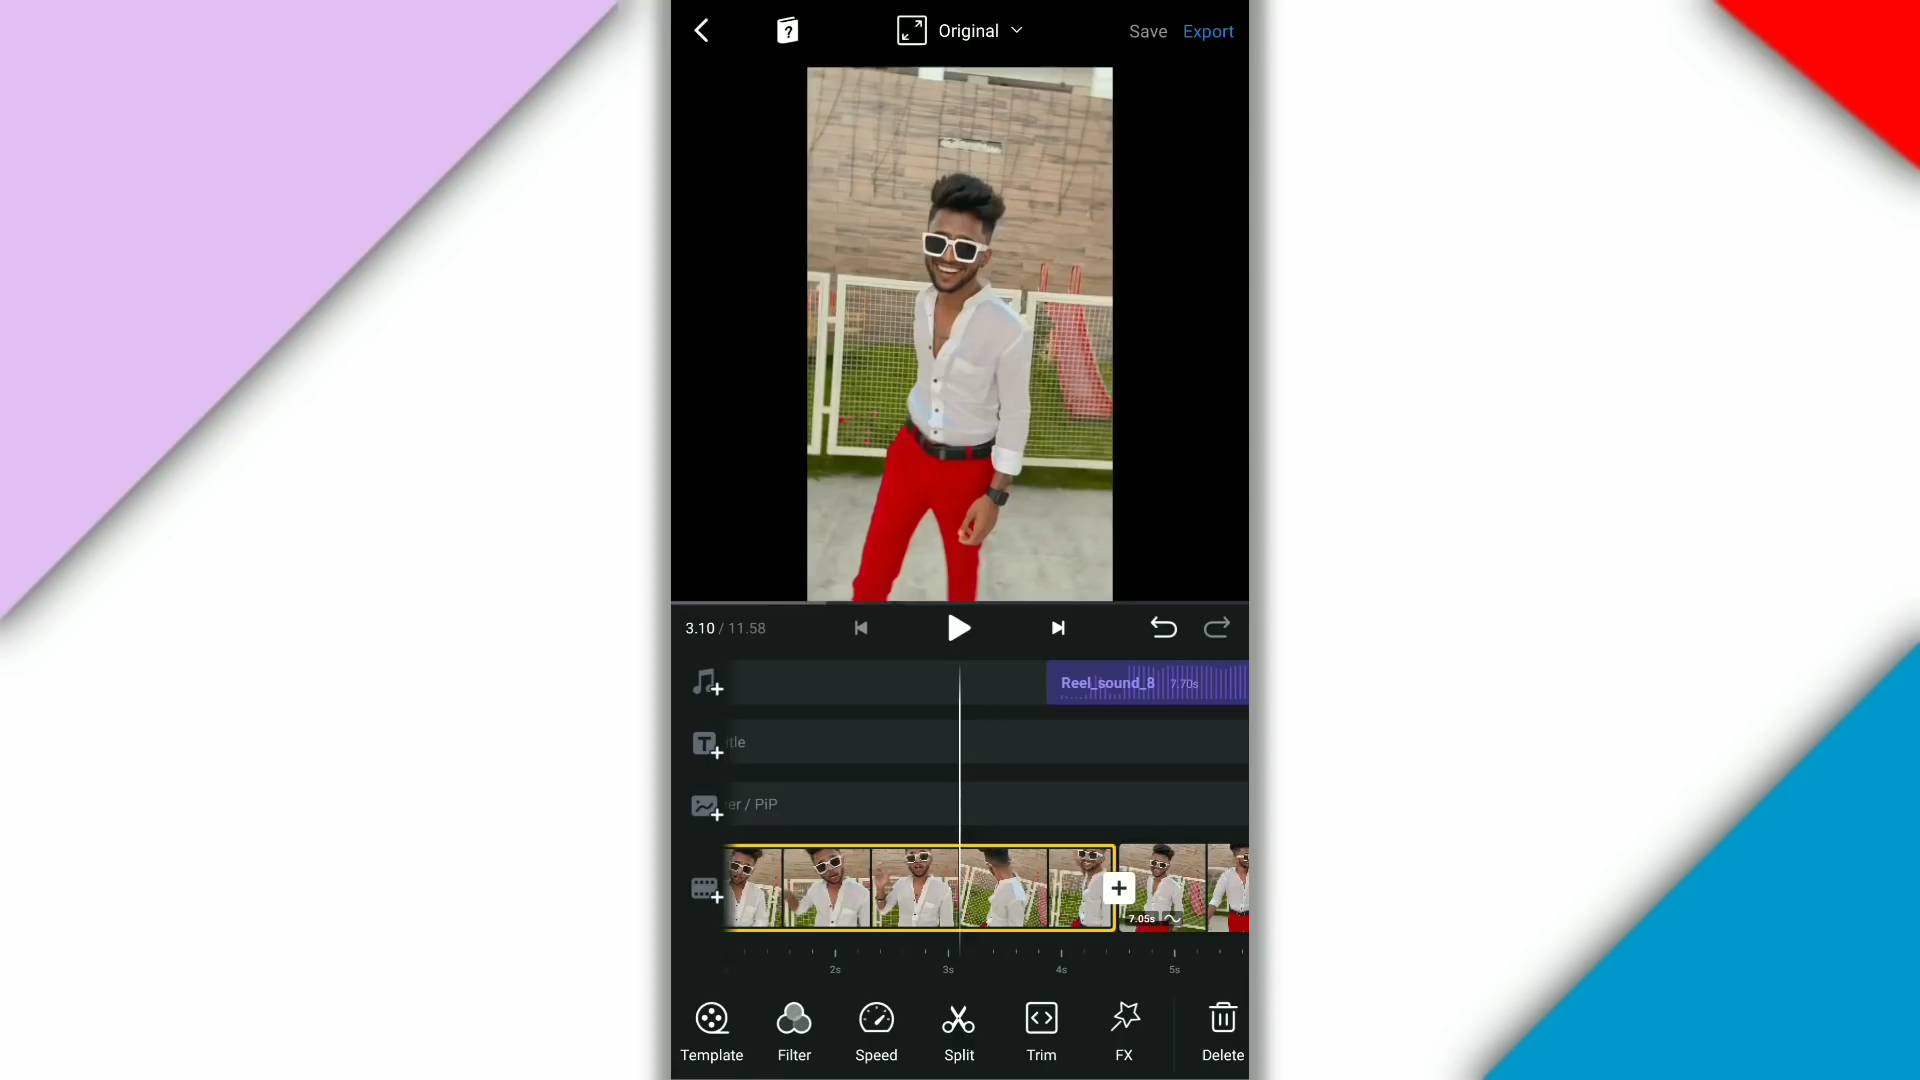 Original
Save Export
3.10 / 11.58
Reel_sound_8 7.70s
itle
er / PiP
7.05s
2s 3s 4s 5s
Template Filter Speed Split Trim FX Delete